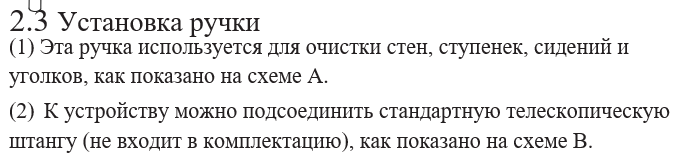 2.3 Установка ручки
(1) Эта ручка используется для очистки стен, ступенек, сидений и
уголков, как показано на схеме A.
(2) К устройству можно подсоединить стандартную телескопическую
штангу (не входит в комплектацию), как показано на схеме B.